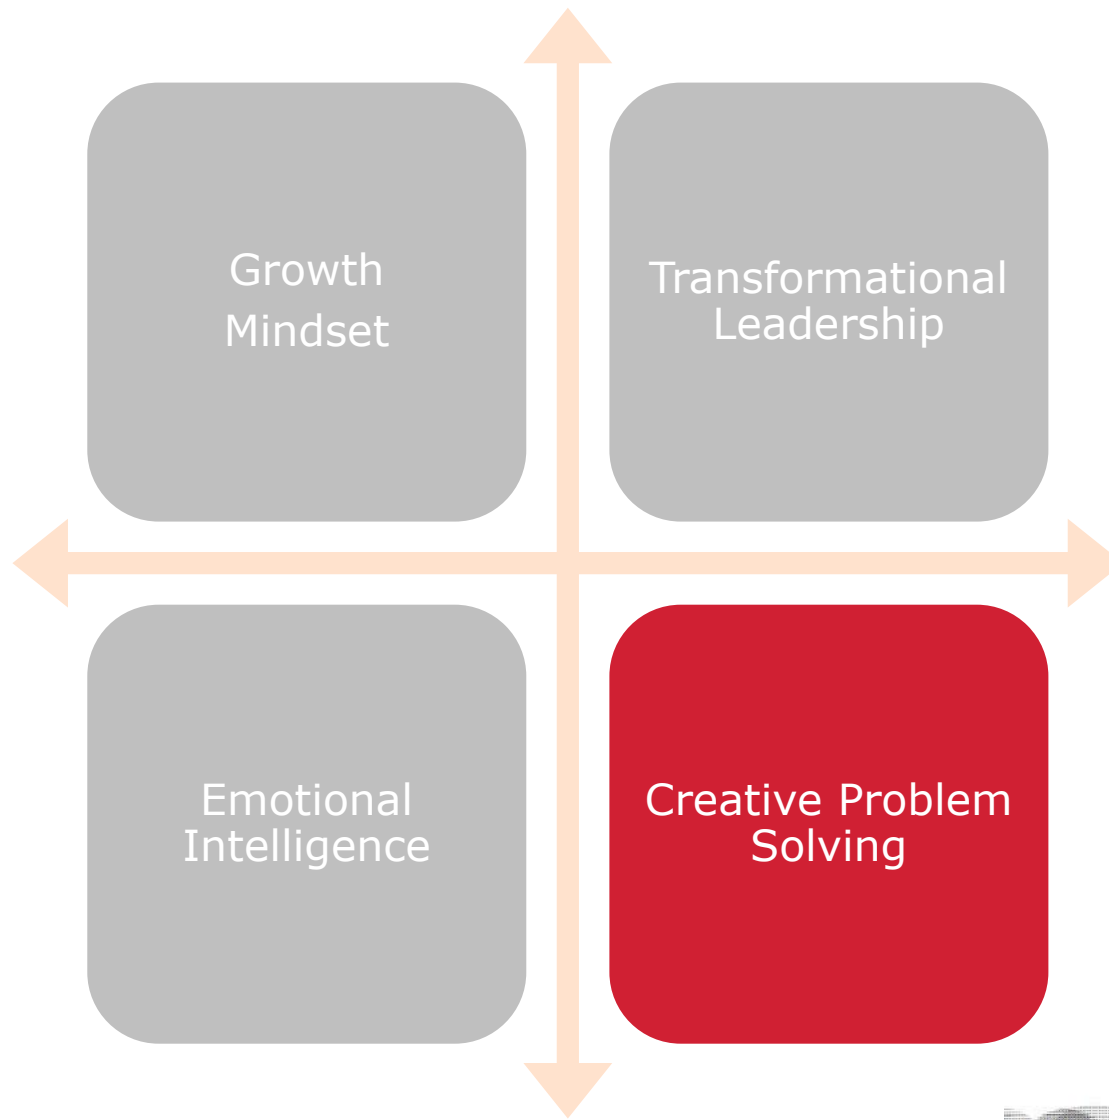 Growth
Mindset
Transformational
Leadership
Emotional
Intelligence
Creative Problem
Solving